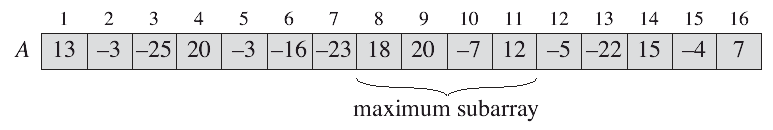 1 2 3 4 5 6 7 8 9 10 11 12 13 14 15 16
A 13 –3 –25 20 –3 –16 –23 18 20 –7 12 –5 –22 15 –4 7
maximum subarray